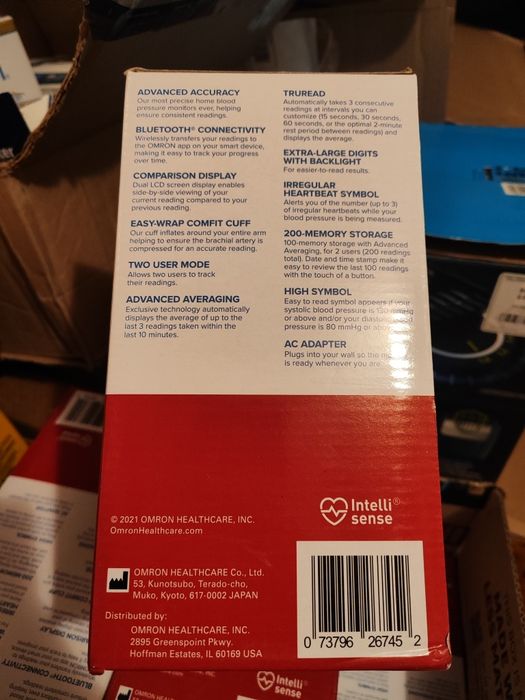 ADVANCED ACCURACY
Our most precise home blood
pressure monitors ever, helping
ensure consistent readings.
BLUETOOTH® CONNECTIVITY
Wirelessly transfers your readings to
the OMRON app on your smart device,
making it easy to track your progress
over time.
COMPARISON DISPLAY
Dual LCD screen display enables
side-by-side viewing of your
current reading compared to your
previous reading.
EASY-WRAP COMFIT CUFF
Our cuff inflates around your entire arm
helping to ensure the brachial artery is
compressed for an accurate reading.
TWO USER MODE
Allows two users to track
their readings.
ADVANCED AVERAGING
Exclusive technology automatically
displays the average of up to the
last 3 readings taken within the
last 10 minutes.
TRUREAD
Automatically takes 3 consecutive
readings at intervals you can
customize (15 seconds, 30 seconds,
60 seconds, or the optimal 2-minute
rest period between readings) and
displays the average.
EXTRA-LARGE DIGITS
WITH BACKLIGHT
For easier-to-read results.
IRREGULAR
HEARTBEAT SYMBOL
Alerts you of the number (up to 3)
of irregular heartbeats while your
blood pressure is being measured.
200-MEMORY STORAGE
100-memory storage with Advanced
Averaging, for 2 users (200 readings
total). Date and time stamp make it
easy to review the last 100 readings
with the touch of a button.
HIGH SYMBOL
Easy to read symbol appears if your
systolic blood pressure is 130 mmHg
or above and/or your diastolic
pressure is 80 mmHg or above
AC ADAPTER
Plugs into your wall so the
is ready whenever you are
© 2021 OMRON HEALTHCARE, INC.
OmronHealthcare.com
Intelli®
sense
OMRON HEALTHCARE Co., Ltd.
53, Kunotsubo, Terado-cho,
Muko, Kyoto, 617-0002 JAPAN
Distributed by:
OMRON HEALTHCARE, INC.
2895 Greenspoint Pkwy.
Hoffman Estates, IL 60169 USA
0 73796 26745 2
Intelli
sense